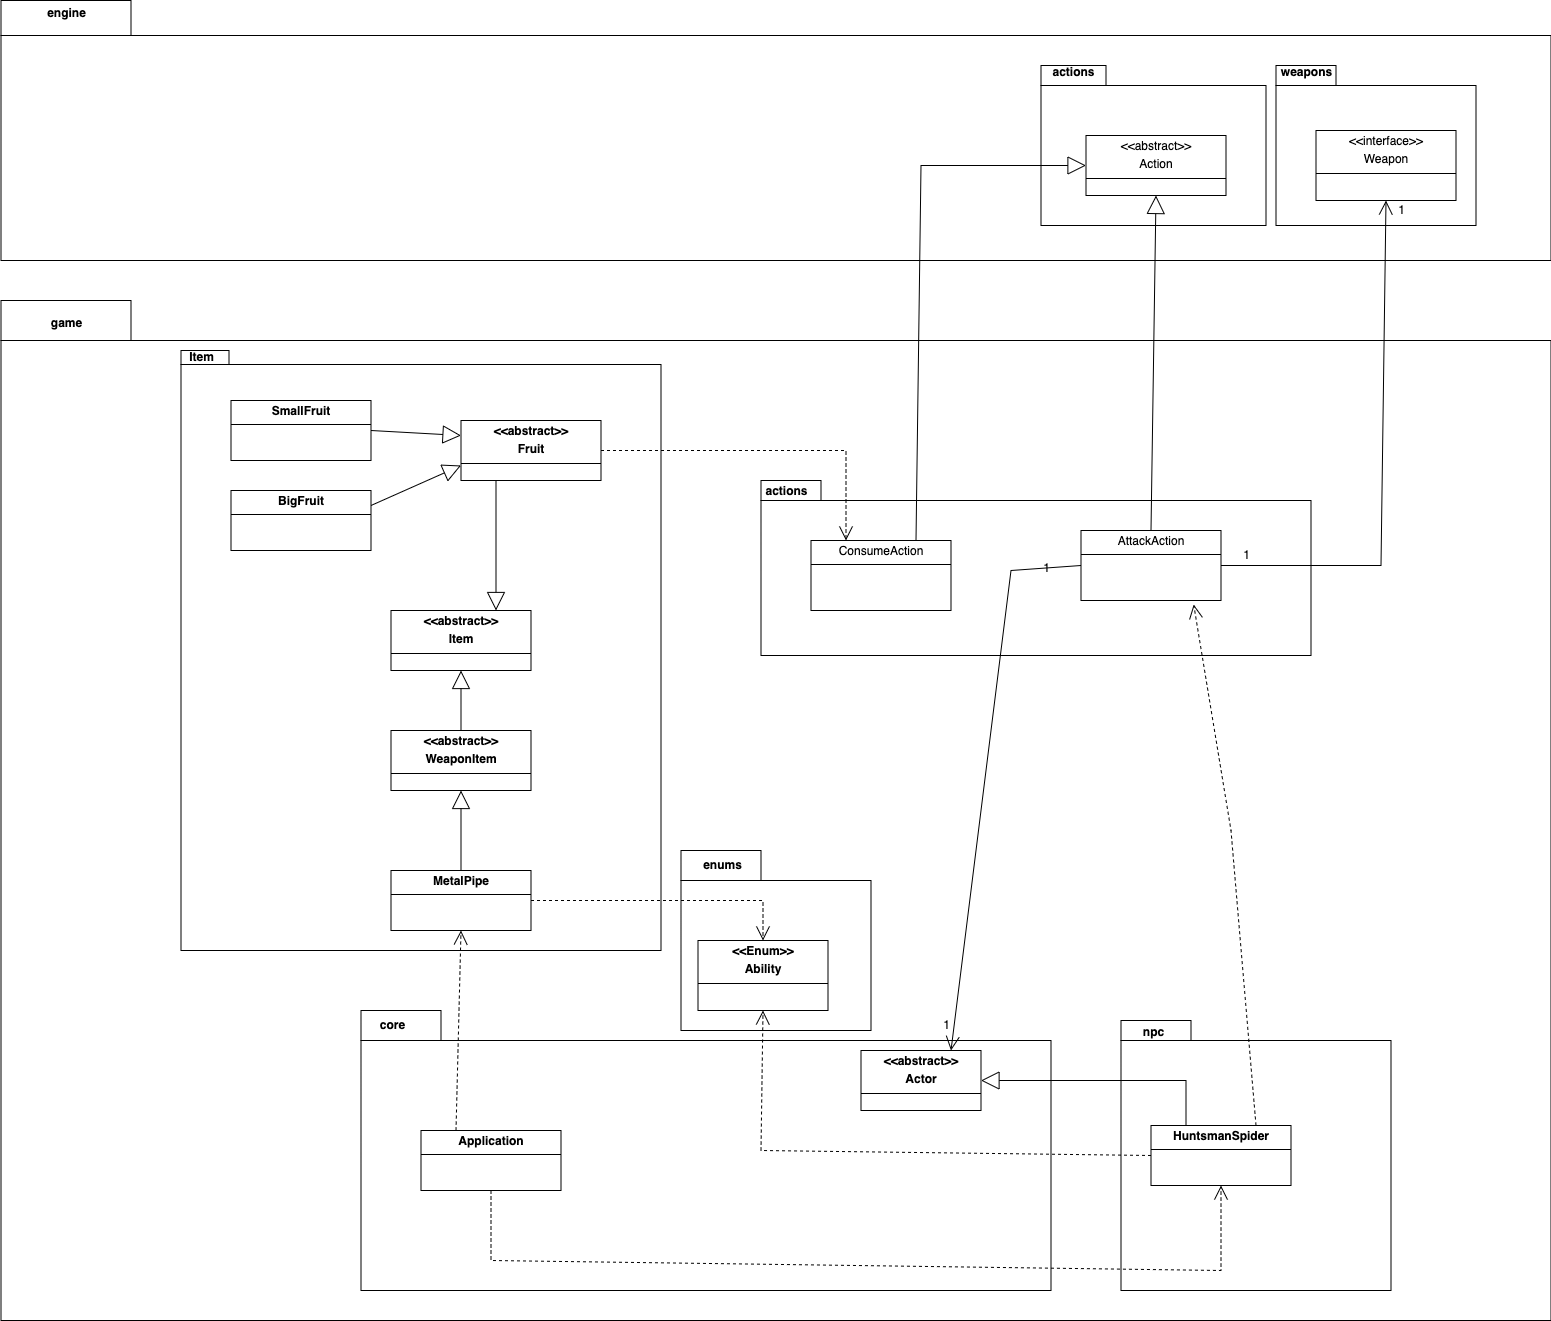 engine
actions
weapons
<<abstract>>
Action
<<interface>>
Weapon
1
game
Item
SmallFruit
<<abstract>>
Fruit
BigFruit
actions
ConsumeAction
AttackAction
1
1
<<abstract>>
Item
<<abstract>>
WeaponItem
MetalPipe
enums
<<Enum>>
Ability
core
1
npc
<<abstract>>
Actor
Application
HuntsmanSpider